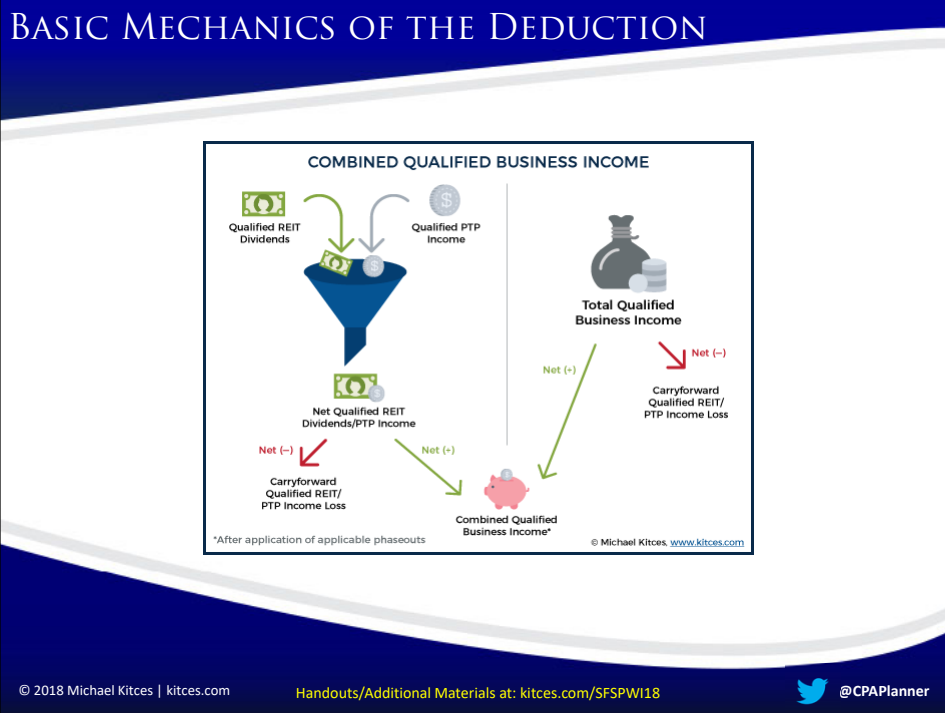 BASIC MECHANICS OF THE DEDUCTION
COMBINED QUALIFIED BUSINESS INCOME
Qualified REIT
Dividends
Qualified PTP
Income
$
$
Total Qualified
Business Income
Net (–)
Net (+)
Carryforward
Qualified REIT/
PTP Income Loss
$
Net Qualified REIT
Dividends/PTP Income
Net (–)
Net (+)
Carryforward
Qualified REIT/
PTP Income Loss
$
Combined Qualified
Business Income*
*After application of applicable phaseouts
© Michael Kitces, www.kitces.com
© 2018 Michael Kitces | kitces.com
Handouts/Additional Materials at: kitces.com/SFSPWI18
@CPAPlanner